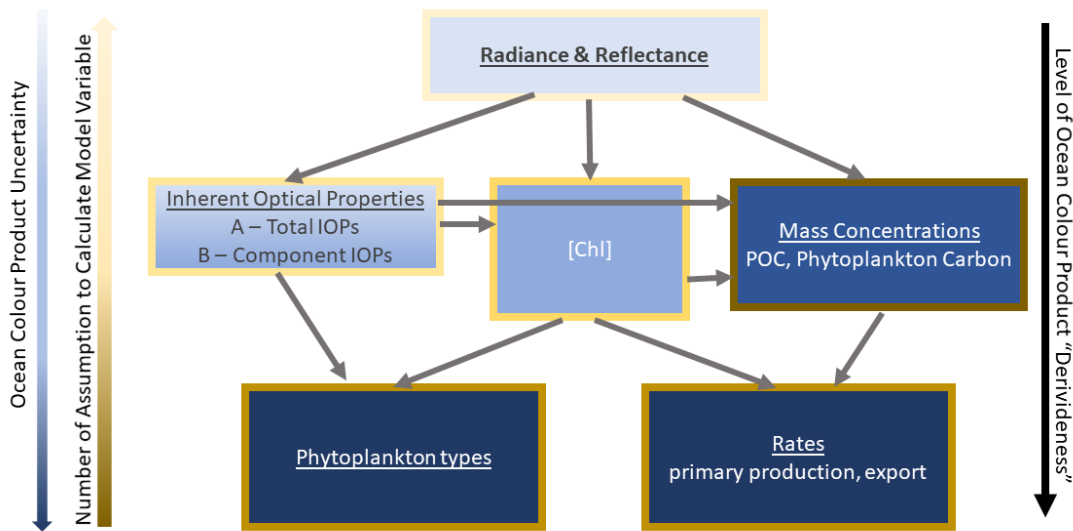 Ocean Colour Product Uncertainty
Number of Assumption to Calculate Model Variable
Radiance & Reflectance
Inherent Optical Properties
A – Total IOPs
B – Component IOPs
[Chl]
Mass Concentrations
POC, Phytoplankton Carbon
Phytoplankton types
Rates
primary production, export
Level of Ocean Colour Product “Derivideness”